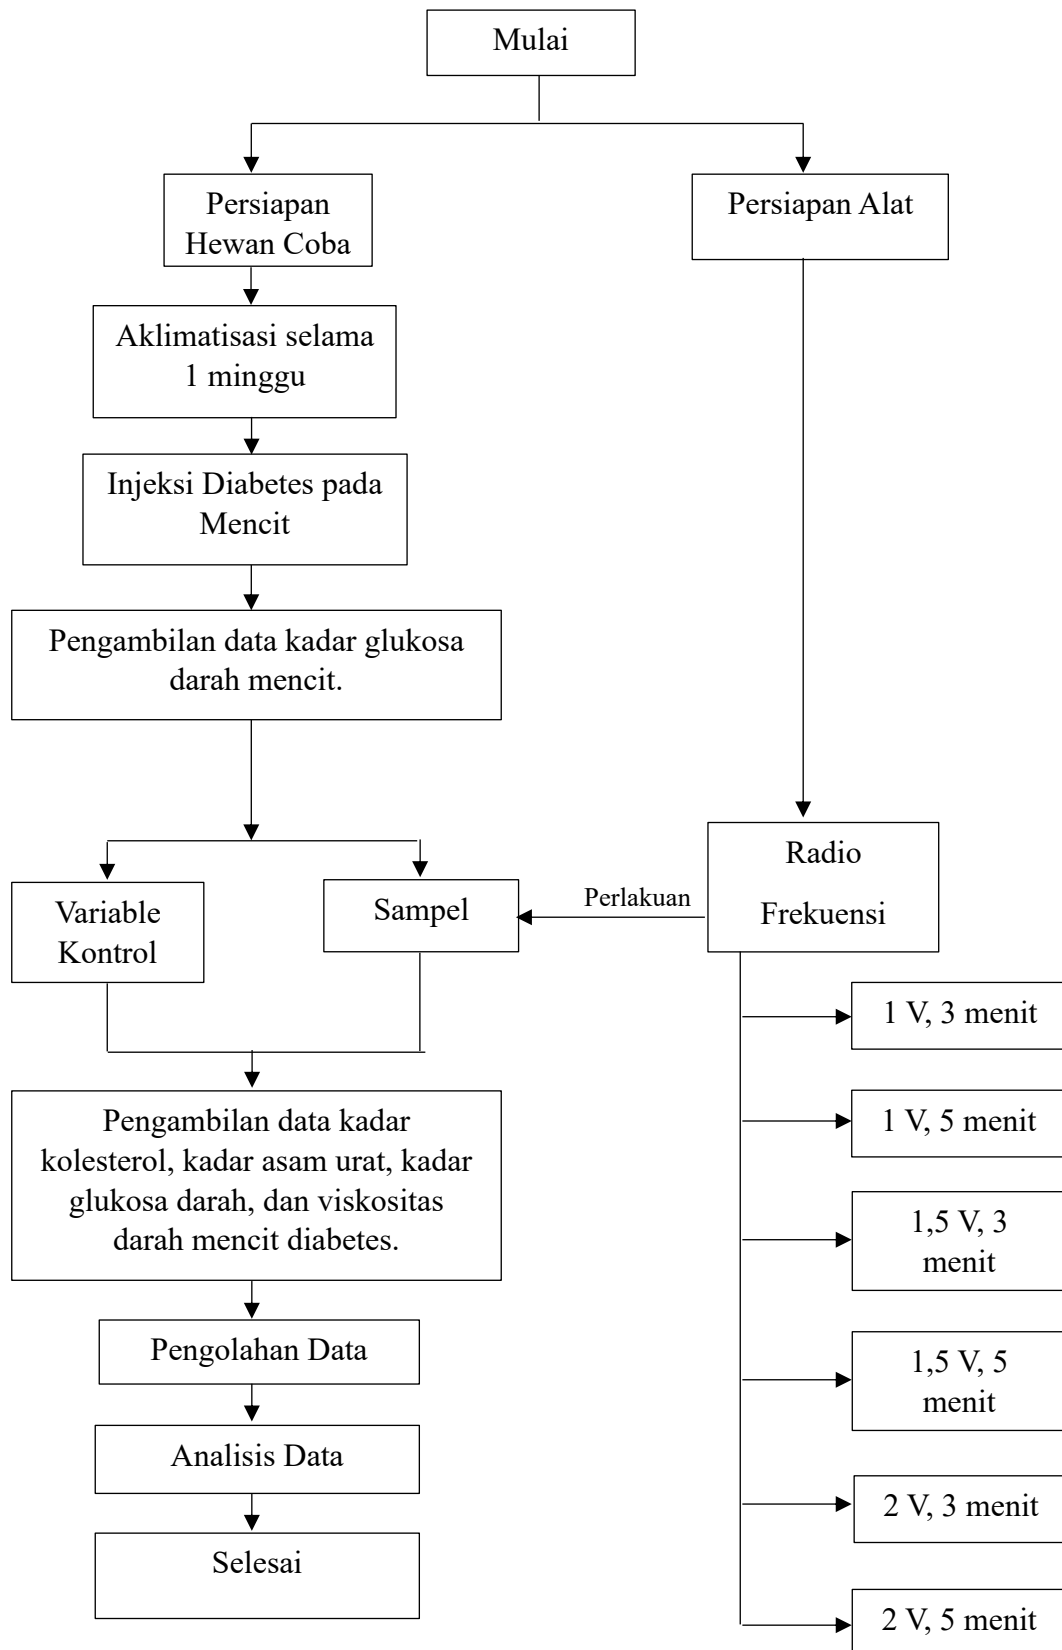 Mulai
Persiapan
Hewan Coba
Persiapan Alat
Aklimatisasi selama
1 minggu
Injeksi Diabetes pada
Mencit
Pengambilan data kadar glukosa
darah mencit.
Variable
Kontrol
Sampel
Perlakuan
Radio
Frekuensi
1 V, 3 menit
1 V, 5 menit
1,5 V, 3
menit
1,5 V, 5
menit
2 V, 3 menit
2 V, 5 menit
Pengambilan data kadar
kolesterol, kadar asam urat, kadar
glukosa darah, dan viskositas
darah mencit diabetes.
Pengolahan Data
Analisis Data
Selesai